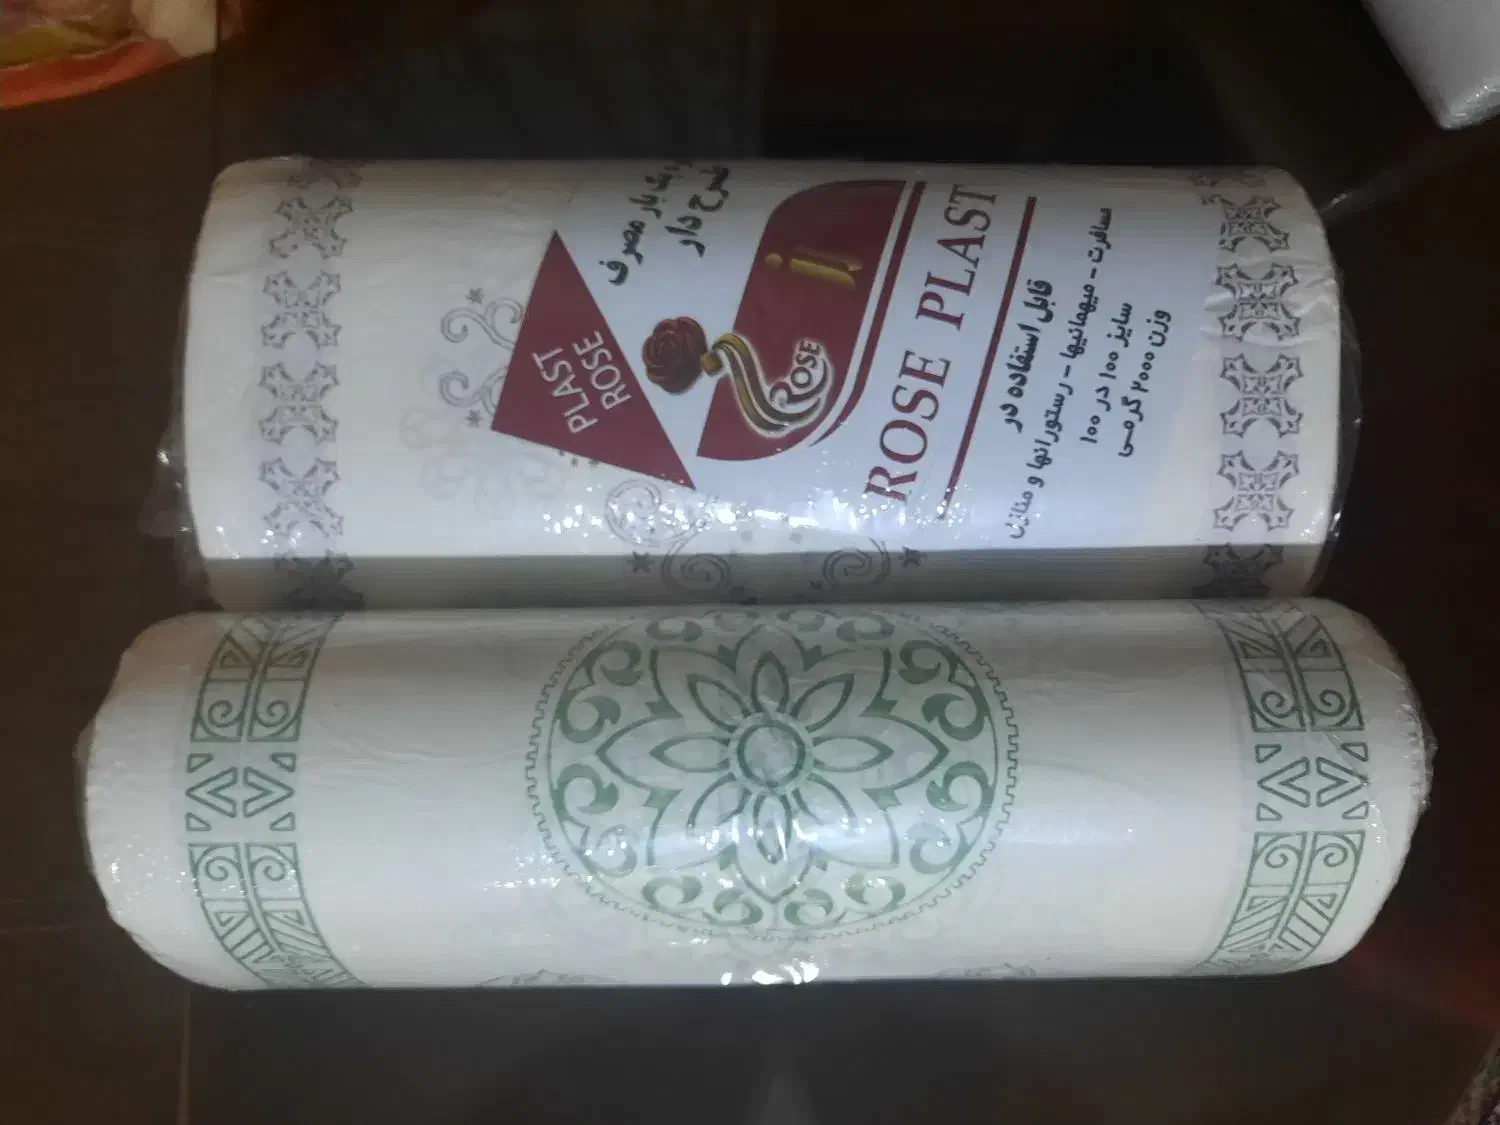 یکبار مصرف
طرح دار
PLAST
ROSE
رز
ROSE
ROSE PLAST
قابل استفاده در
مسافرت - میهمانیها - رستورانها و منازل
سایز ۱۰۰ در ۱۰۰
وزن ۲۰۰۰ گرمی